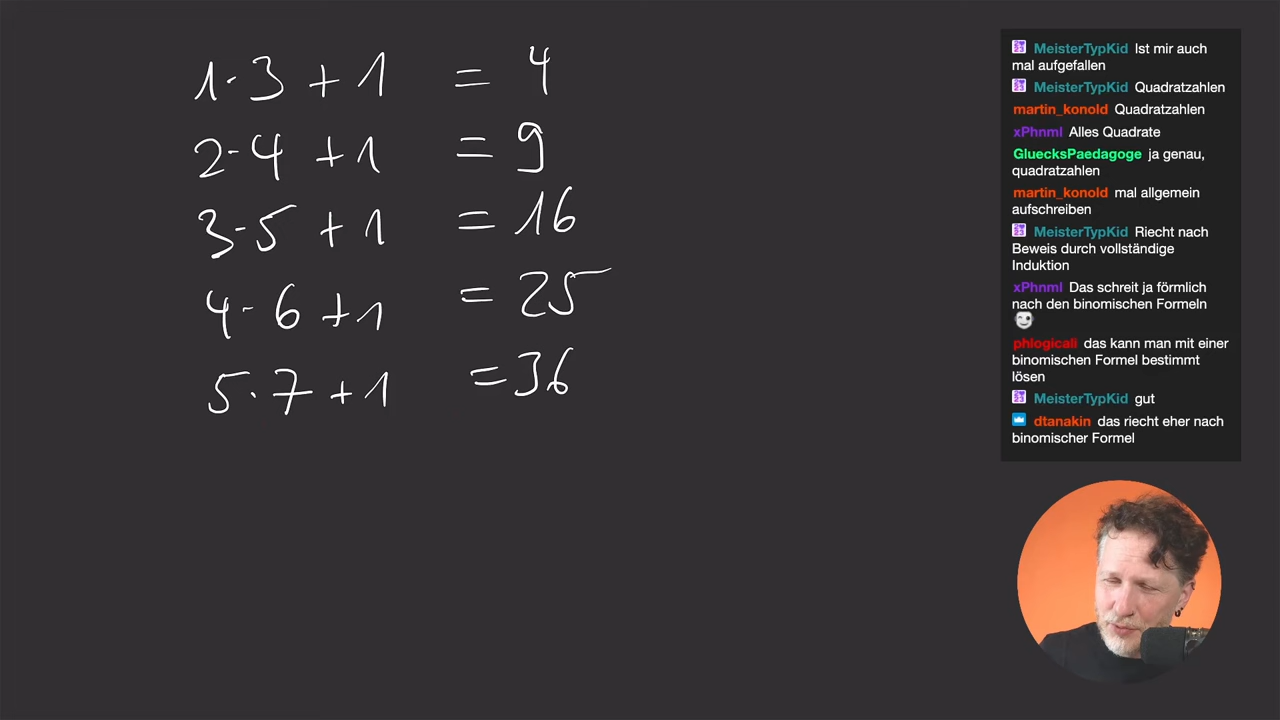 1·3 + 1 = 4
2·4 + 1 = 9
3·5 + 1 = 16
4·6 + 1 = 25
5·7 + 1 = 36
MeisterTypKid Ist mir auch
mal aufgefallen
MeisterTypKid Quadratzahlen
martin_konold Quadratzahlen
xPhnml Alles Quadrate
GluecksPaedagoge ja genau,
quadratzahlen
martin_konold mal allgemein
aufschreiben
MeisterTypKid Riecht nach
Beweis durch vollständige
Induktion
xPhnml Das schreit ja förmlich
nach den binomischen Formeln
phlogicali das kann man mit einer
binomischen Formel bestimmt
lösen
MeisterTypKid gut
dtanakin das riecht eher nach
binomischer Formel